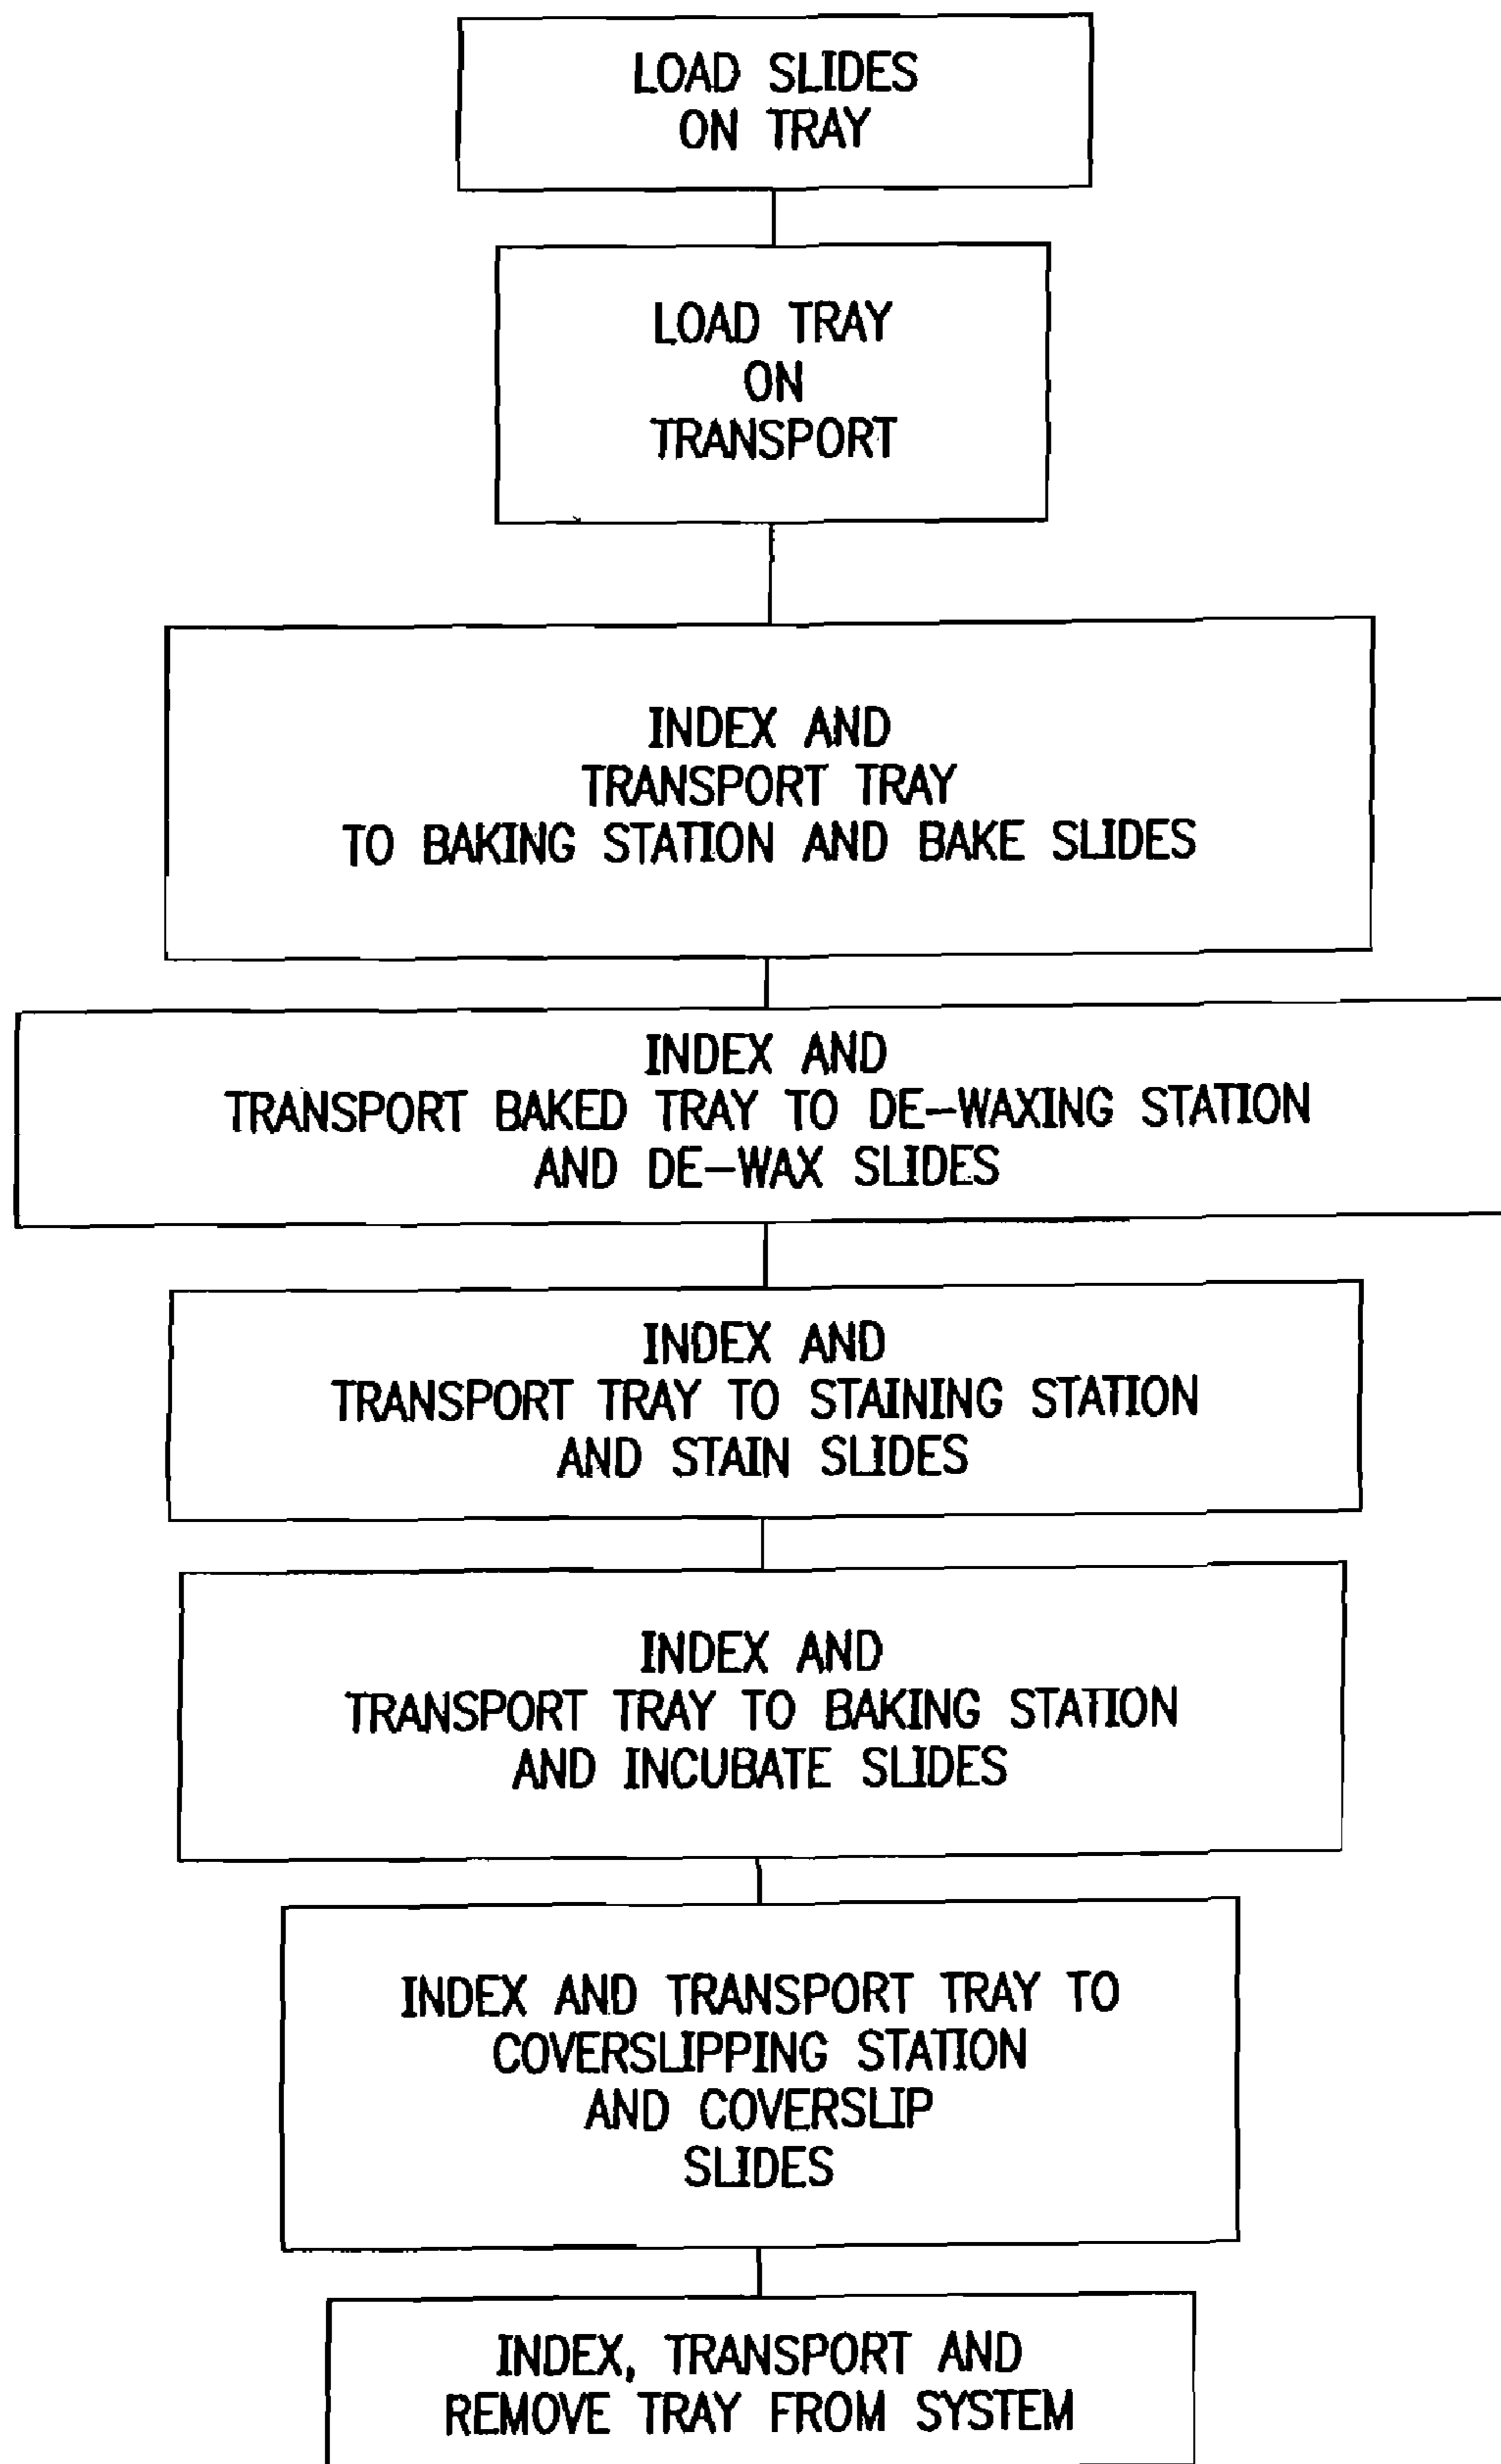 LOAD SLIDES
ON TRAY
LOAD TRAY
ON
TRANSPORT
INDEX AND
TRANSPORT TRAY
TO BAKING STATION AND BAKE SLIDES
INDEX AND
TRANSPORT BAKED TRAY TO DE–WAXING STATION
AND DE–WAX SLIDES
INDEX AND
TRANSPORT TRAY TO STAINING STATION
AND STAIN SLIDES
INDEX AND
TRANSPORT TRAY TO BAKING STATION
AND INCUBATE SLIDES
INDEX AND TRANSPORT TRAY TO
COVERSLIPPING STATION
AND COVERSLIP
SLIDES
INDEX, TRANSPORT AND
REMOVE TRAY FROM SYSTEM